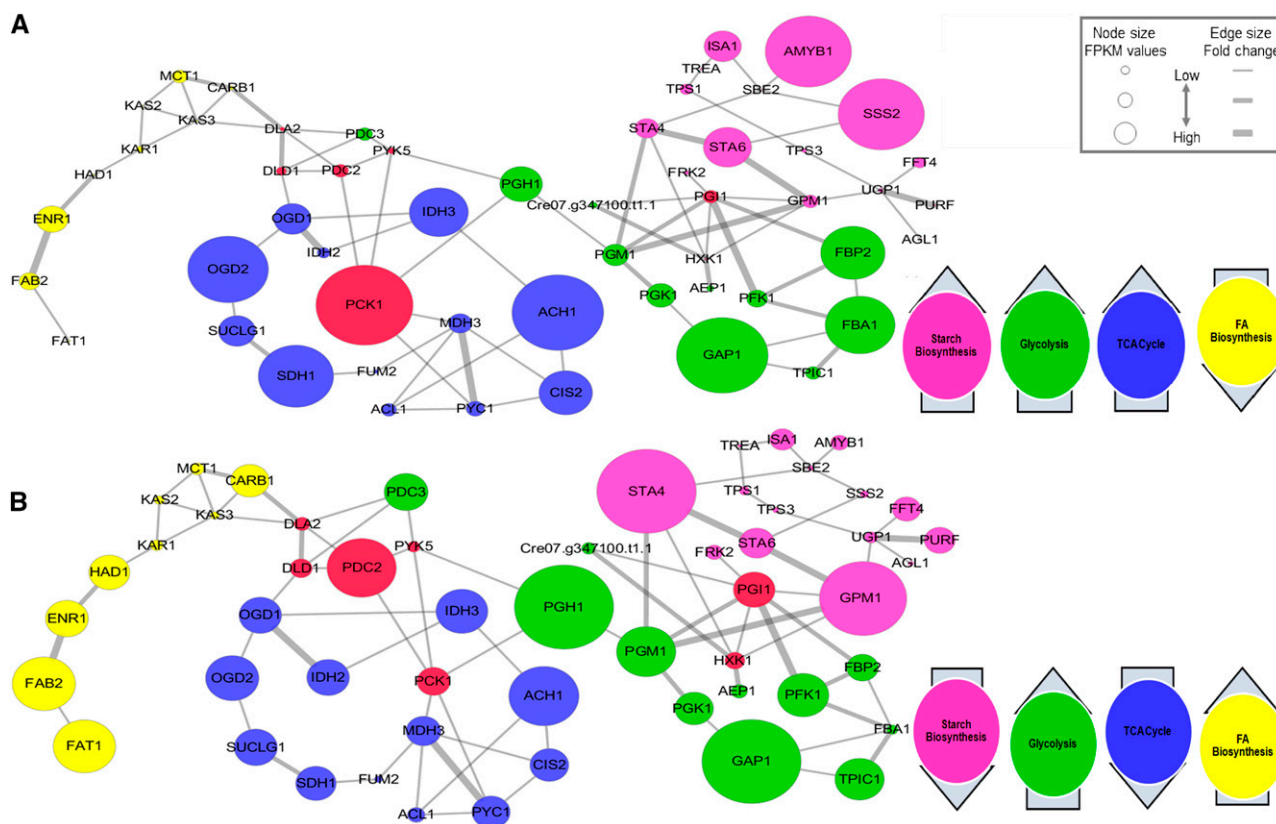 A
Node size
FPKM values
Edge size
Fold change
Low
High
MCT1
CARB1
KAS2
KAS3
KAR1
HAD1
ENR1
FAB2
FAT1
DLA2
PDC3
PYK5
DLD1
PDC2
PGH1
OGD1
IDH3
IDH2
OGD2
PCK1
ACH1
SUCLG1
MDH3
SDH1
FUM2
CIS2
ACL1
PYC1
ISA1
AMYB1
TREA
TPS1
SBE2
SSS2
STA4
STA6
TPS3
FRK2
FFT4
PGI1
GPM1
UGP1
PURF
Cre07.g347100.t1.1
AGL1
PGM1
HXK1
FBP2
AEP1
PGK1
PFK1
FBA1
GAP1
TPIC1
Starch
Biosynthesis
Glycolysis
TCA Cycle
FA
Biosynthesis
B
MCT1
CARB1
KAS2
KAS3
KAR1
HAD1
ENR1
FAB2
FAT1
PDC3
DLA2
PYK5
DLD1
PDC2
OGD1
IDH3
PGH1
OGD2
IDH2
PCK1
ACH1
SUCLG1
MDH3
SDH1
FUM2
CIS2
ACL1
PYC1
TREA
ISA1
AMYB1
SBE2
STA4
TPS1
SSS2
TPS3
FFT4
STA6
UGP1
PURF
Cre07.g347100.t1.1
FRK2
AGL1
PGI1
GPM1
PGM1
HXK1
FBP2
AEP1
PFK1
PGK1
FBA1
GAP1
TPIC1
Starch
Biosynthesis
Glycolysis
TCA Cycle
FA
Biosynthesis